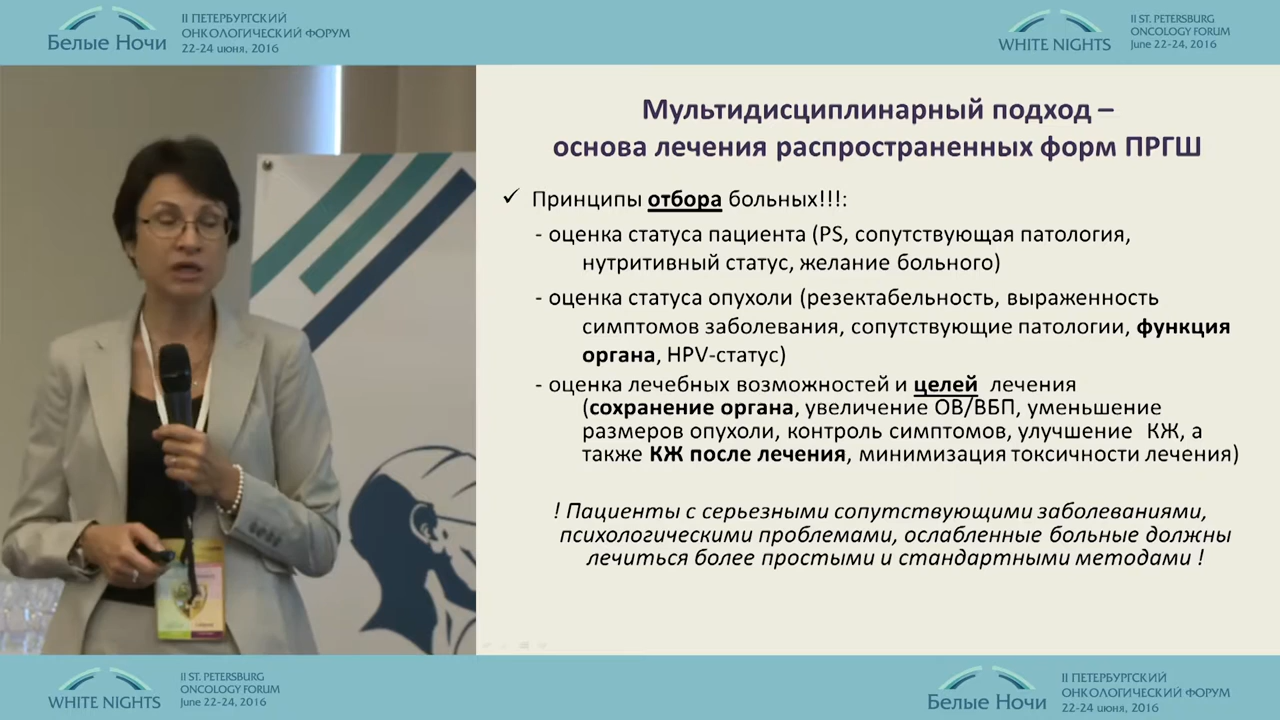 Белые Ночи
II ПЕТЕРБУРГСКИЙ
ОНКОЛОГИЧЕСКИЙ ФОРУМ
22-24 июня, 2016
WHITE NIGHTS
II ST. PETERSBURG
ONCOLOGY FORUM
June 22-24, 2016
Мультидисциплинарный подход –
основа лечения распространенных форм ПРГШ
✓ Принципы отбора больных!!!:
- оценка статуса пациента (PS, сопутствующая патология,
нутритивный статус, желание больного)
- оценка статуса опухоли (резектабельность, выраженность
симптомов заболевания, сопутствующие патологии, функция
органа, HPV-статус)
- оценка лечебных возможностей и целей лечения
(сохранение органа, увеличение ОВ/ВБП, уменьшение
размеров опухоли, контроль симптомов, улучшение КЖ, а
также КЖ после лечения, минимизация токсичности лечения)
! Пациенты с серьезными сопутствующими заболеваниями,
психологическими проблемами, ослабленные больные должны
лечиться более простыми и стандартными методами !
WHITE NIGHTS
II ST. PETERSBURG
ONCOLOGY FORUM
June 22-24, 2016
Белые Ночи
II ПЕТЕРБУРГСКИЙ
ОНКОЛОГИЧЕСКИЙ ФОРУМ
22-24 июня, 2016